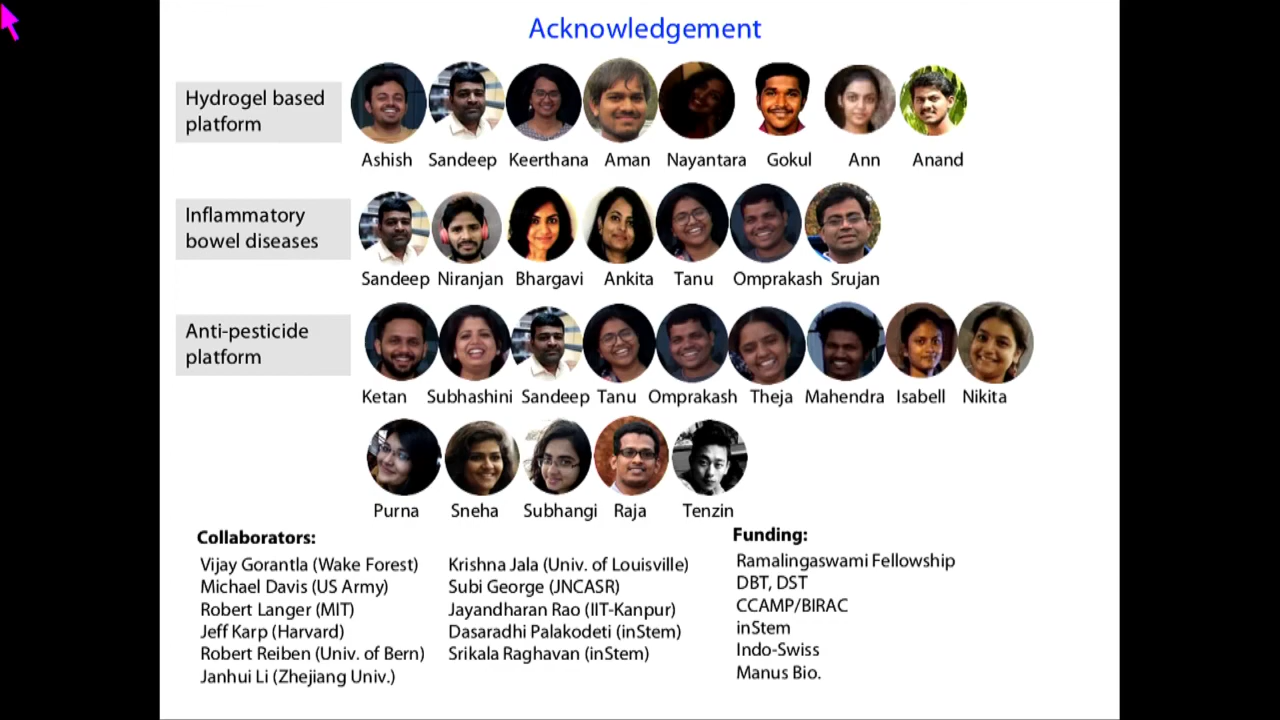 Acknowledgement
Hydrogel based
platform
Ashish Sandeep Keerthana Aman Nayantara Gokul Ann Anand
Inflammatory
bowel diseases
Sandeep Niranjan Bhargavi Ankita Tanu Omprakash Srujan
Anti-pesticide
platform
Ketan Subhashini Sandeep Tanu Omprakash Theja Mahendra Isabell Nikita
Purna Sneha Subhangi Raja Tenzin
Collaborators:
Vijay Gorantla (Wake Forest)
Michael Davis (US Army)
Robert Langer (MIT)
Jeff Karp (Harvard)
Robert Reiben (Univ. of Bern)
Janhui Li (Zhejiang Univ.)
Krishna Jala (Univ. of Louisville)
Subi George (JNCASR)
Jayandharan Rao (IIT-Kanpur)
Dasaradhi Palakodeti (inStem)
Srikala Raghavan (inStem)
Funding:
Ramalingaswami Fellowship
DBT, DST
CCAMP/BIRAC
inStem
Indo-Swiss
Manus Bio.